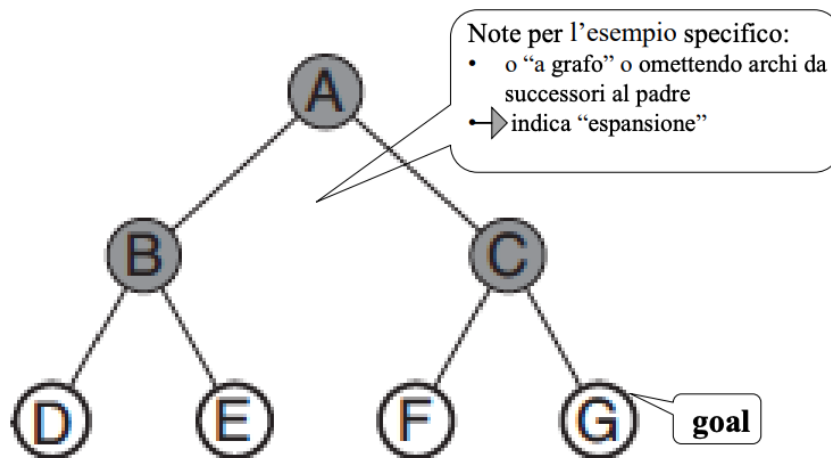 Note per l'esempio specifico:
• o “a grafo” o omettendo archi da
successori al padre
• indica “espansione”
A
B
C
D
E
F
G
goal